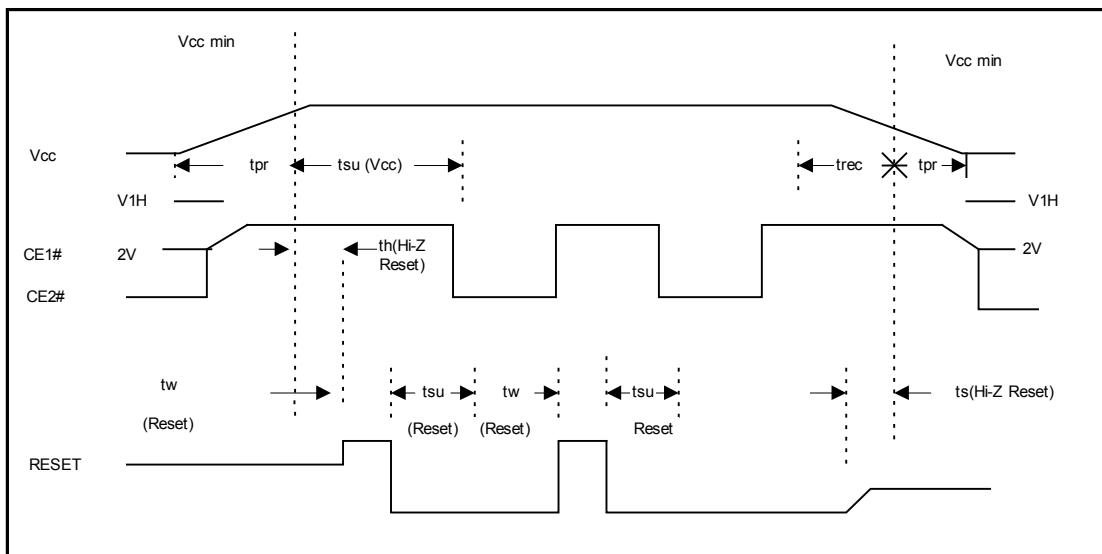 Vcc min
Vcc min
Vcc
tpr
tsu (Vcc)
trec
tpr
V1H
V1H
CE1#
2V
th(Hi-Z
Reset)
2V
CE2#
tw
(Reset)
tsu
(Reset)
tw
(Reset)
tsu
Reset
ts(Hi-Z Reset)
RESET